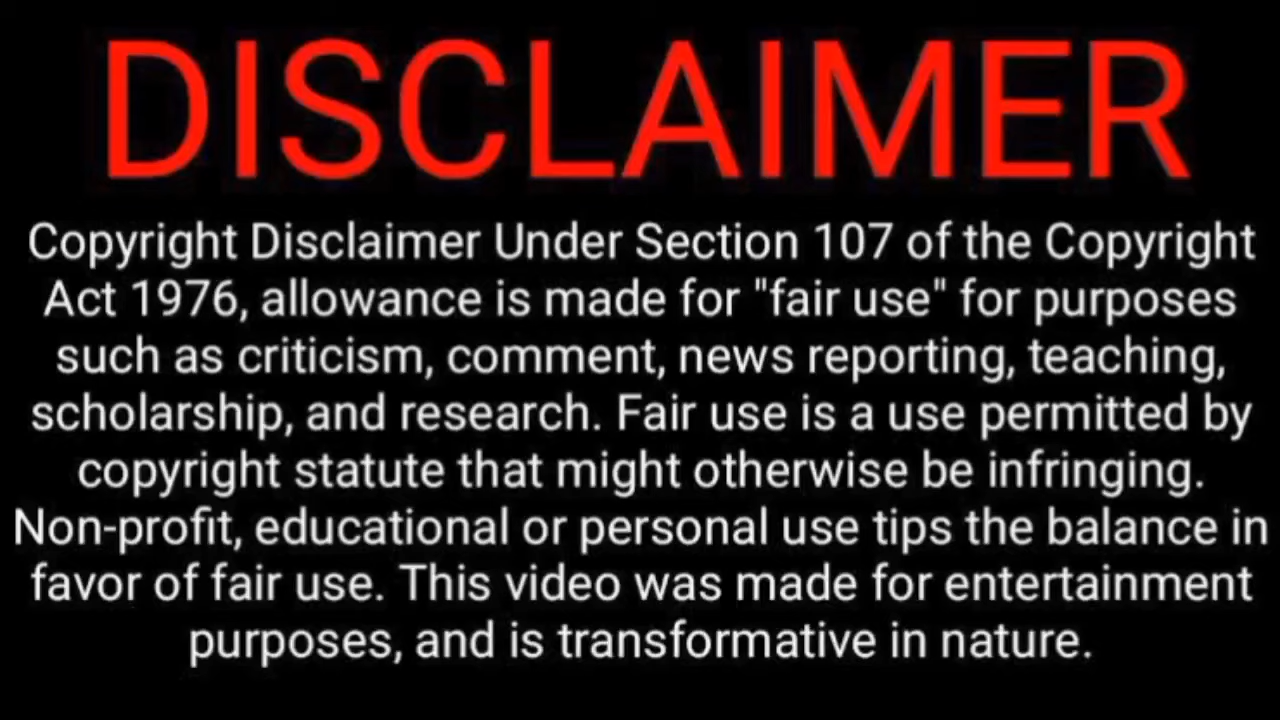 DISCLAIMER
Copyright Disclaimer Under Section 107 of the Copyright
Act 1976, allowance is made for "fair use" for purposes
such as criticism, comment, news reporting, teaching,
scholarship, and research. Fair use is a use permitted by
copyright statute that might otherwise be infringing.
Non-profit, educational or personal use tips the balance in
favor of fair use. This video was made for entertainment
purposes, and is transformative in nature.